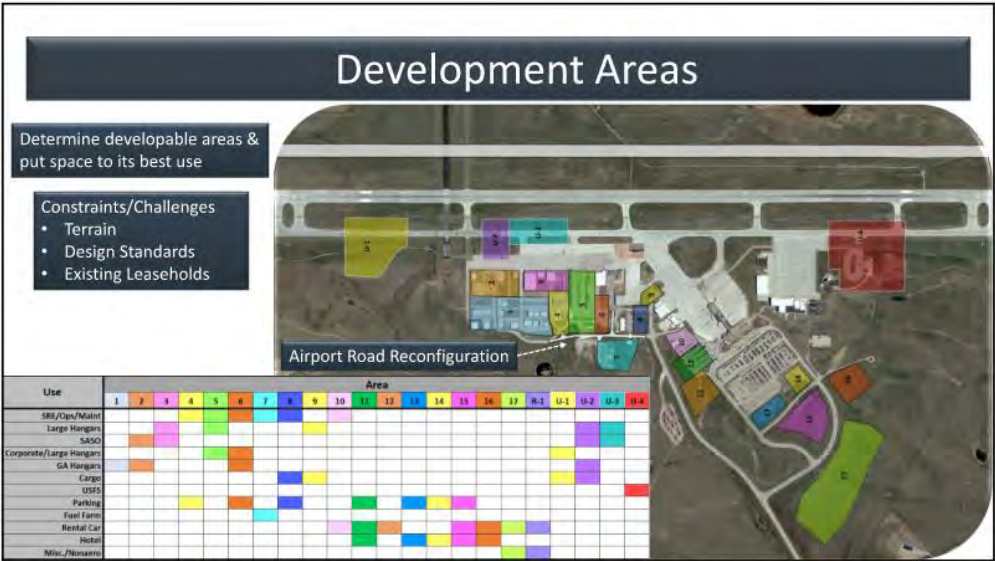 Development Areas
Determine developable areas &
put space to its best use
Constraints/Challenges
• Terrain
• Design Standards
• Existing Leaseholds
Airport Road Reconfiguration
Use
Area
1 2 3 4 5 6 7 8 9 10 11 12 13 14 15 16 17 R-1 U-1 U-2 U-3 U-4
SRE/Ops/Maint
Large Hangars
SASO
Corporate/Large Hangars
GA Hangars
Cargo
USFS
Parking
Fuel Farm
Rental Car
Hotel
Misc./Nonaero